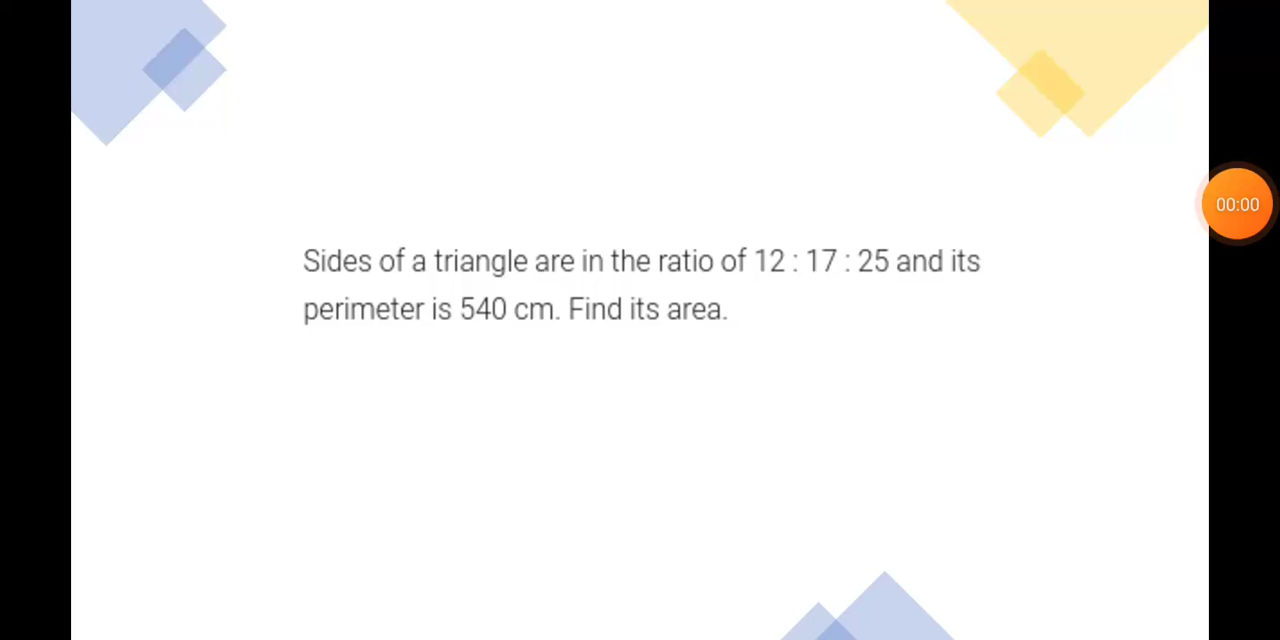 Sides of a triangle are in the ratio of 12 : 17 : 25 and its
perimeter is 540 cm. Find its area.
00:00